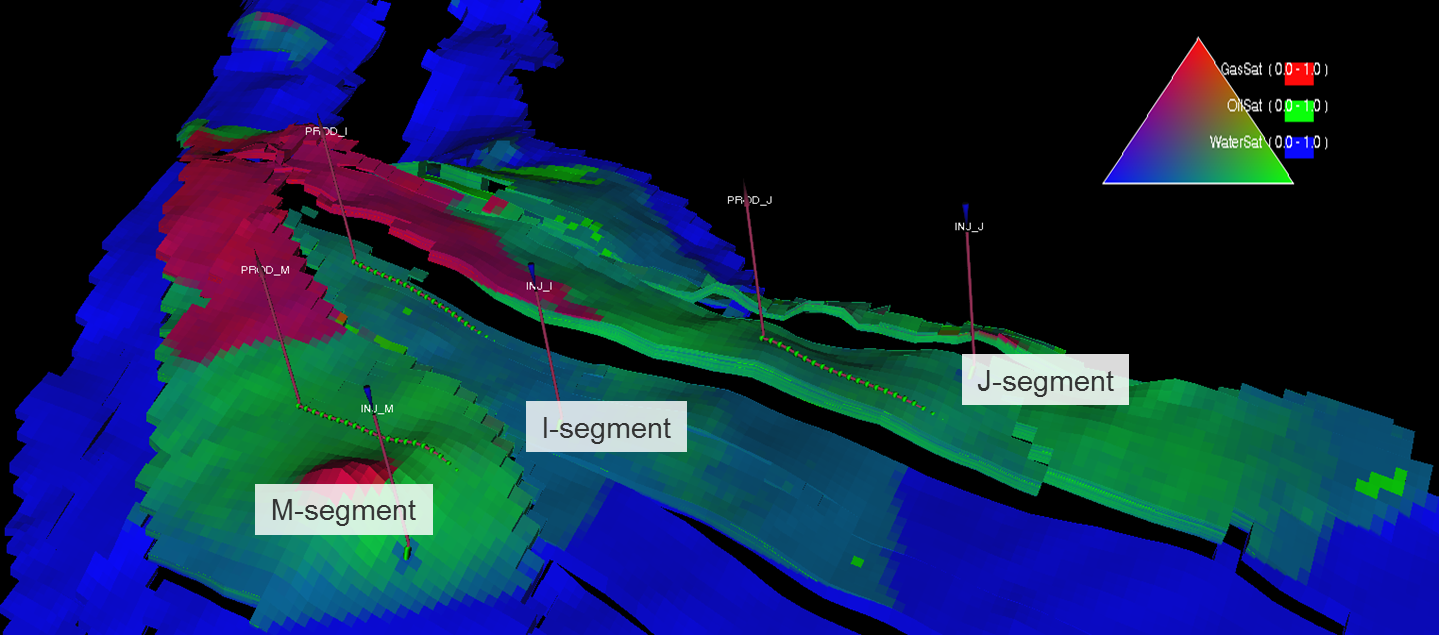 GasSat ( 0.0 - 1.0 )
OilSat ( 0.0 - 1.0 )
WaterSat ( 0.0 - 1.0 )
PROD_I
PROD_J
INJ_J
PROD_M
INJ_I
J-segment
INJ_M
I-segment
M-segment